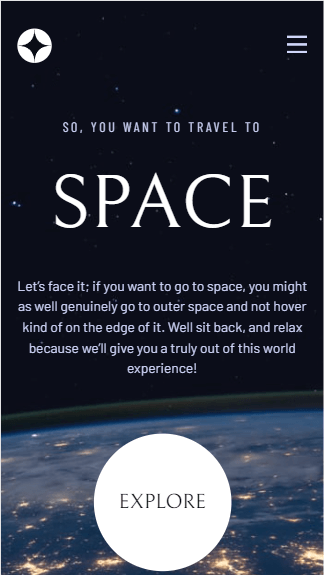 SO, YOU WANT TO TRAVEL TO
SPACE
Let's face it; if you want to go to space, you might
as well genuinely go to outer space and not hover
kind of on the edge of it. Well sit back, and relax
because we'll give you a truly out of this world
experience!
EXPLORE